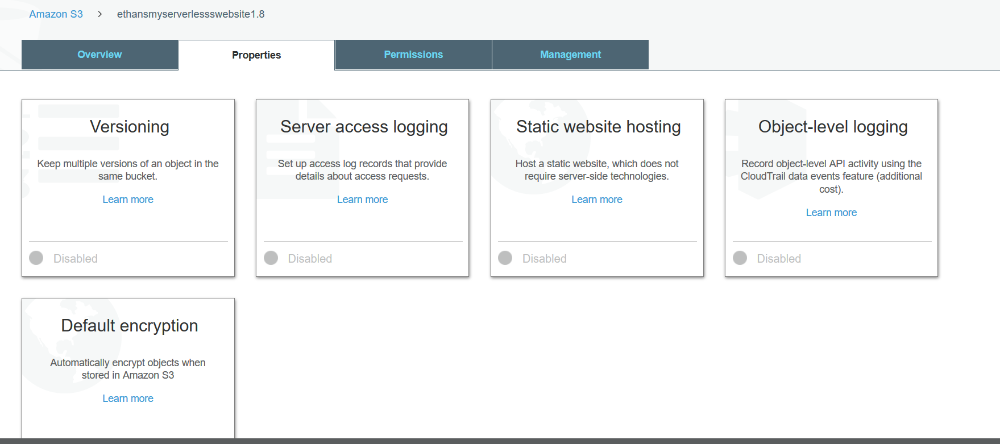 Amazon S3 > ethansmyserverlessswebsite1.8
Overview
Properties
Permissions
Management
Versioning
Keep multiple versions of an object in the
same bucket.
Learn more
Disabled
Server access logging
Set up access log records that provide
details about access requests.
Learn more
Disabled
Static website hosting
Host a static website, which does not
require server-side technologies.
Learn more
Disabled
Object-level logging
Record object-level API activity using the
CloudTrail data events feature (additional
cost).
Learn more
Disabled
Default encryption
Automatically encrypt objects when
stored in Amazon S3
Learn more